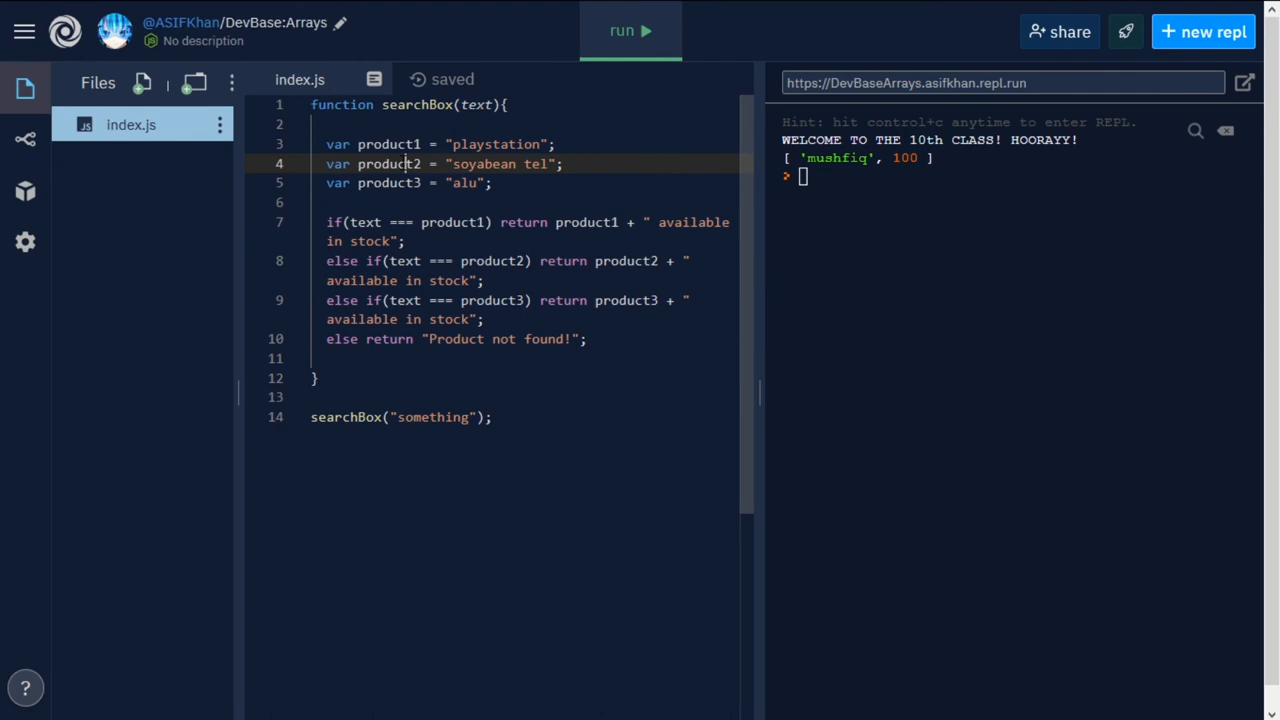 @ASIFKhan/DevBase:Arrays
No description
run
share
+ new repl
Files
index.js
saved
https://DevBaseArrays.asifkhan.repl.run
JS index.js
1 function searchBox(text){
2
3 var product1 = "playstation";
4 var product2 = "soyabean tel";
5 var product3 = "alu";
6
7 if(text === product1) return product1 + " available
in stock";
8 else if(text === product2) return product2 + "
available in stock";
9 else if(text === product3) return product3 + "
available in stock";
10 else return "Product not found!";
11
12 }
13
14 searchBox("something");
Hint: hit control+c anytime to enter REPL.
WELCOME TO THE 10th CLASS! HOORAY!
[ 'mushfiq', 100 ]
>
?